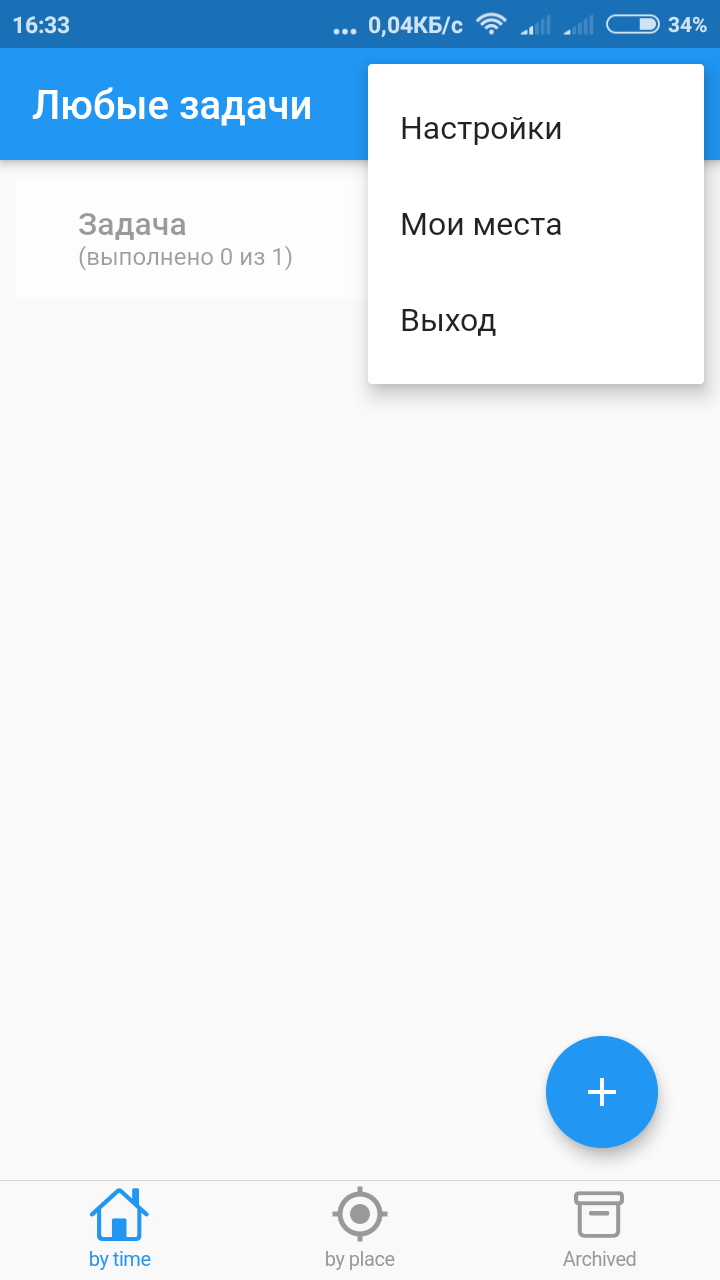 16:33
... 0,04КБ/с 34%
Любые задачи
Настройки
Мои места
Выход
Задача
(выполнено 0 из 1)
by time
by place
Archived